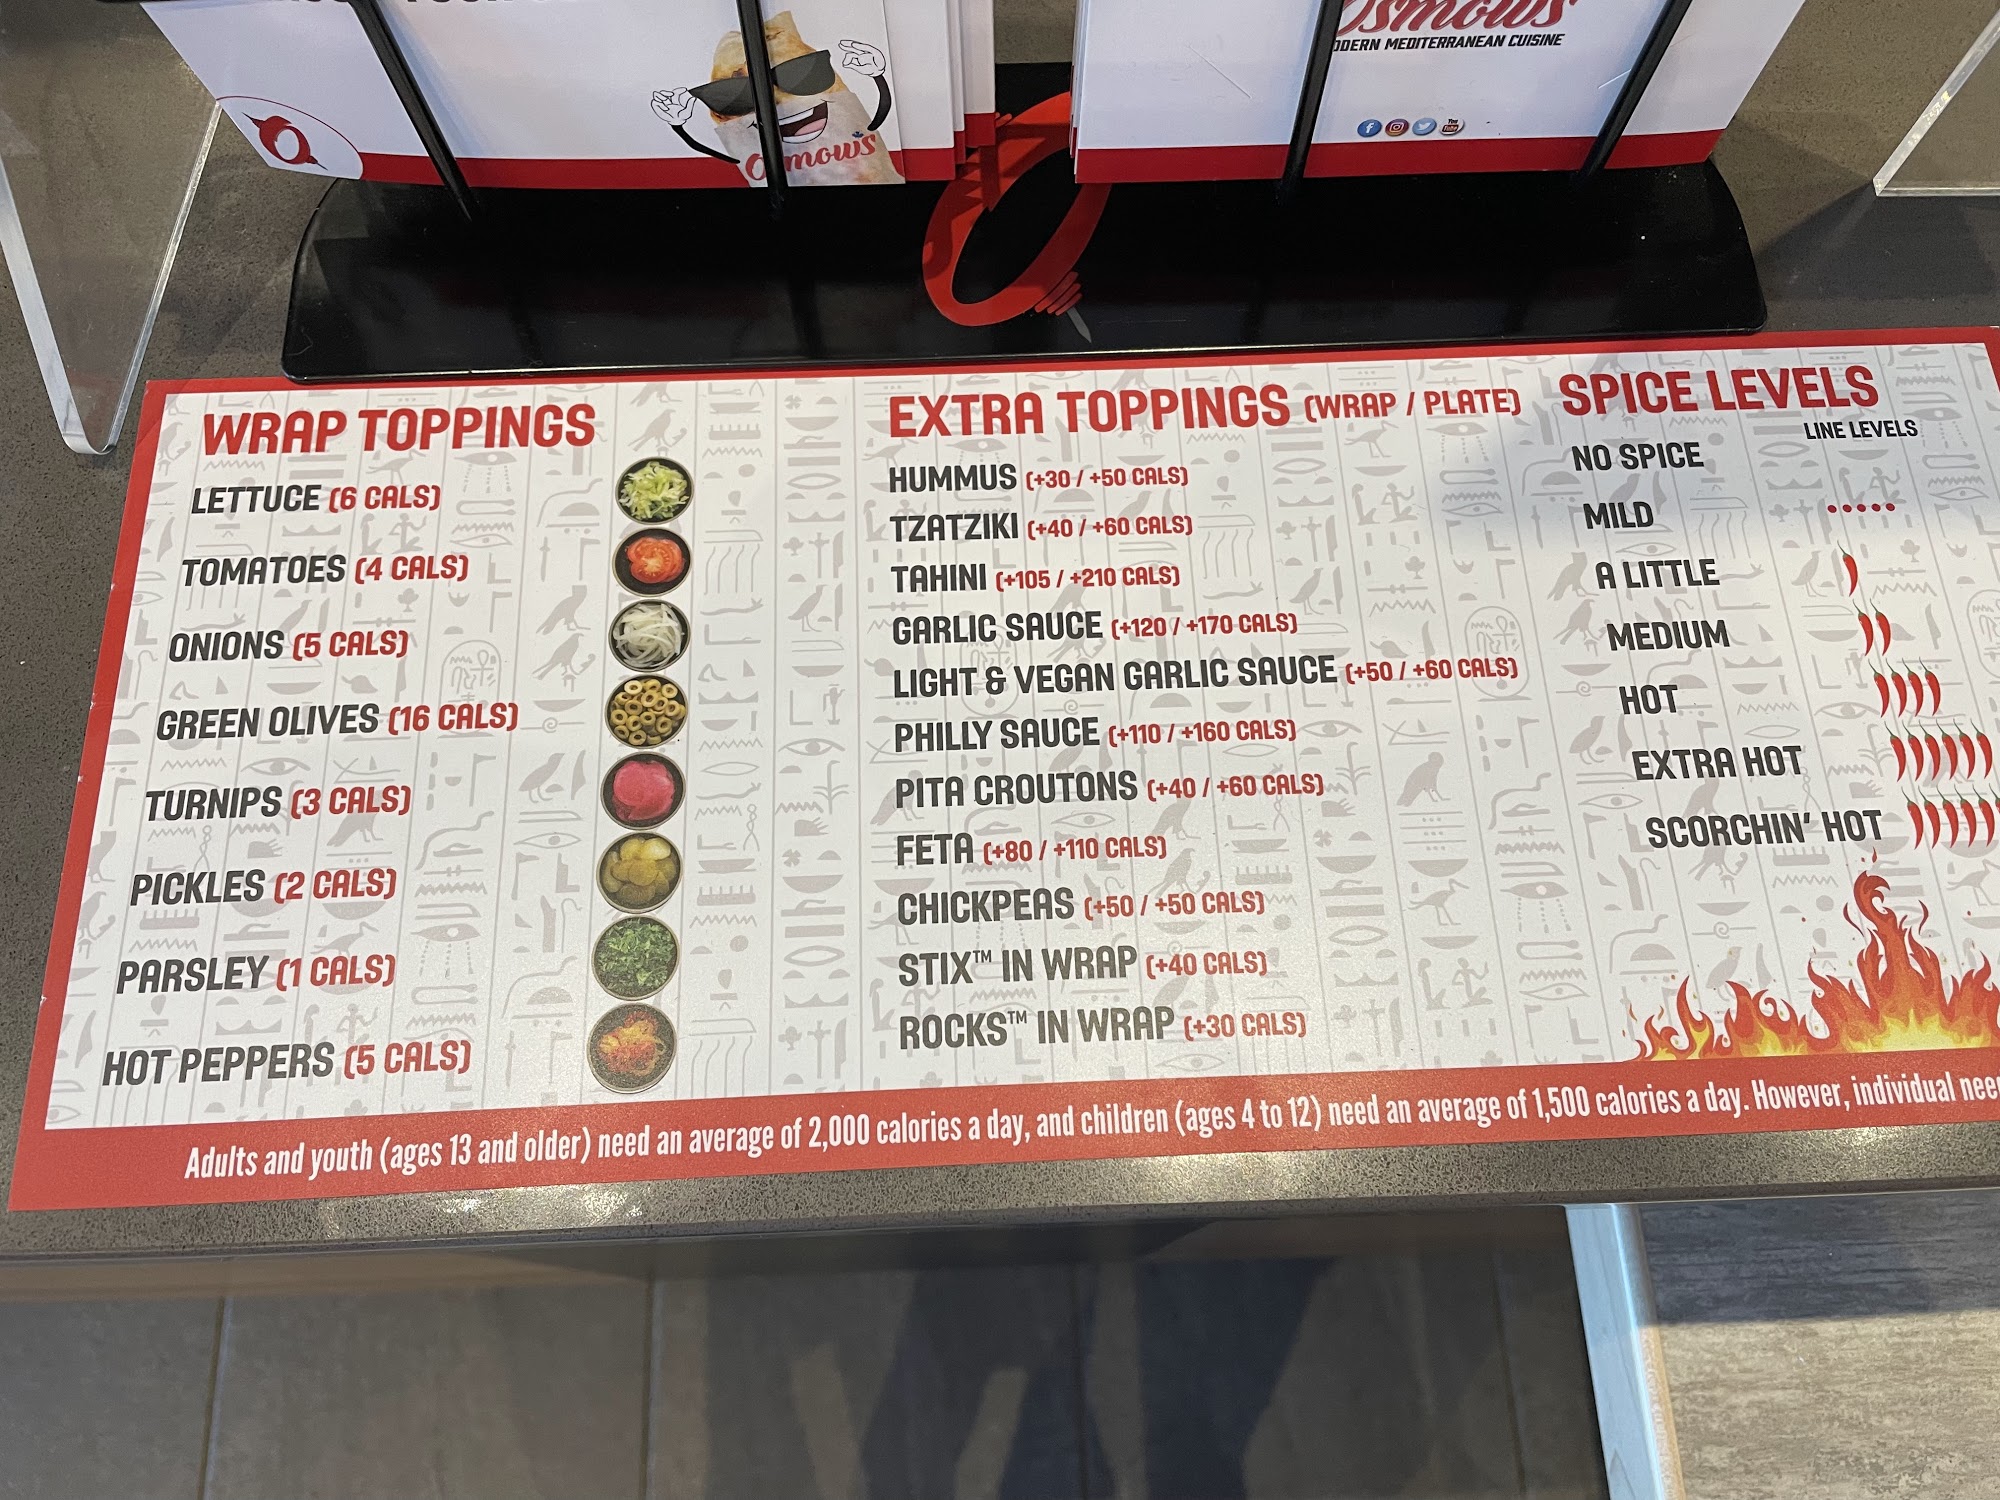 Osmow's
Osmows
MEDITERRANEAN CUISINE
WRAP TOPPINGS
LETTUCE (6 CALS)
TOMATOES (4 CALS)
ONIONS (5 CALS)
GREEN OLIVES (16 CALS)
TURNIPS (3 CALS)
PICKLES (2 CALS)
PARSLEY (1 CALS)
HOT PEPPERS (5 CALS)
EXTRA TOPPINGS (WRAP / PLATE)
HUMMUS (+30 / +50 CALS)
TZATZIKI (+40 / +60 CALS)
TAHINI (+105 / +210 CALS)
GARLIC SAUCE (+120 / +170 CALS)
LIGHT & VEGAN GARLIC SAUCE (+50 / +60 CALS)
PHILLY SAUCE (+110 / +160 CALS)
PITA CROUTONS (+40 / +60 CALS)
FETA (+80 / +110 CALS)
CHICKPEAS (+50 / +50 CALS)
STIX™ IN WRAP (+40 CALS)
ROCKS™ IN WRAP (+30 CALS)
SPICE LEVELS
LINE LEVELS
NO SPICE
MILD
A LITTLE
MEDIUM
HOT
EXTRA HOT
SCORCHIN' HOT
Adults and youth (ages 13 and older) need an average of 2,000 calories a day, and children (ages 4 to 12) need an average of 1,500 calories a day. However, individual